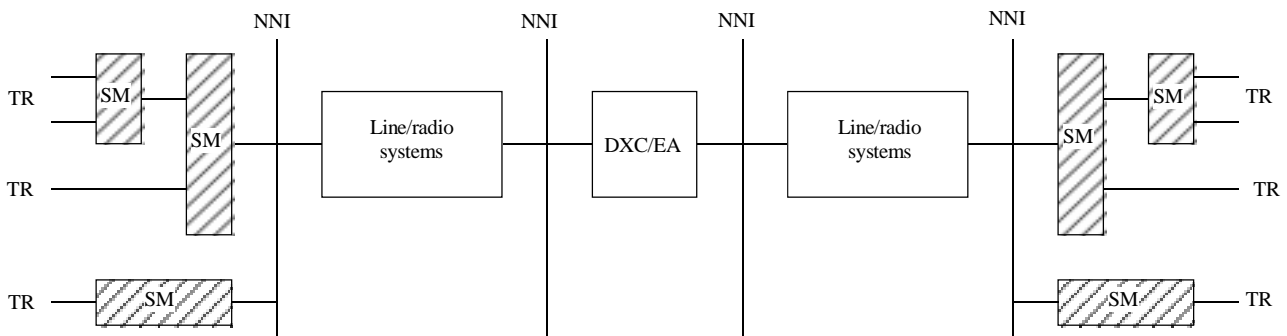 NNI NNI NNI NNI
TR SM SM TR
Line/radio
systems
DXC/EA
Line/radio
systems
SM SM
TR TR
TR SM SM TR